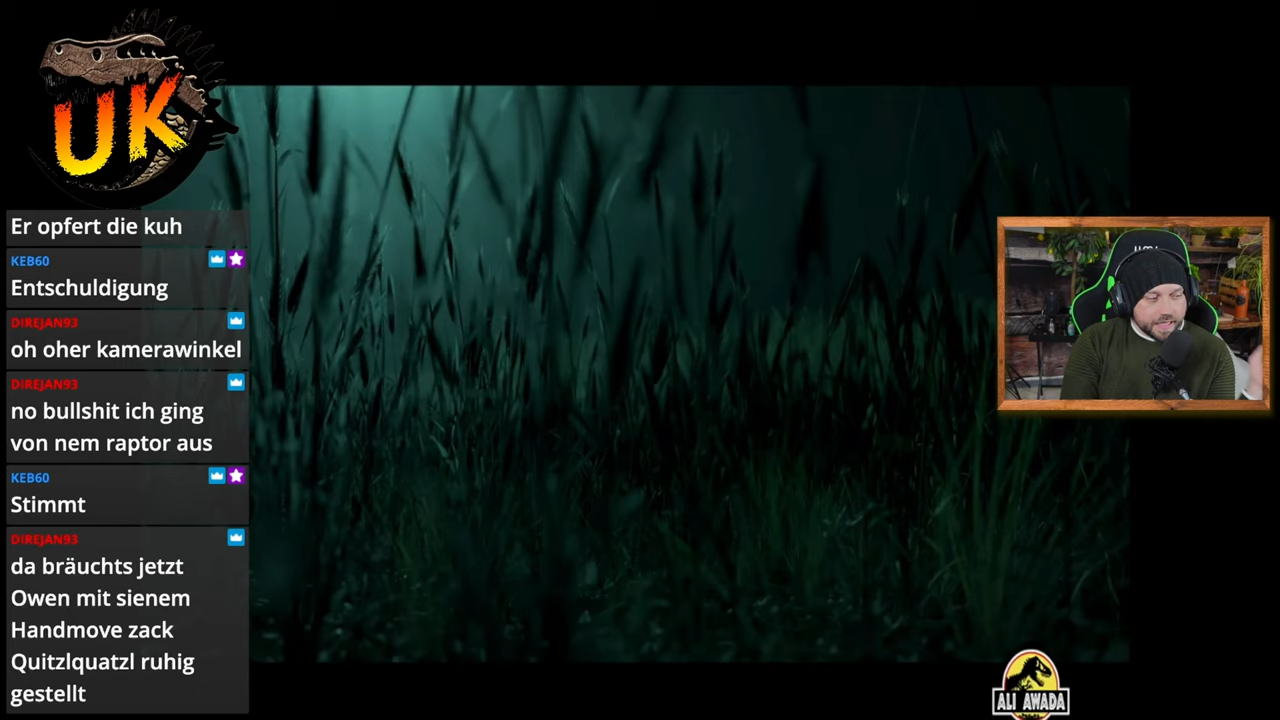 UK
Er opfert die kuh
KEB60
Entschuldigung
DIREJAN93
oh oher kamerawinkel
DIREJAN93
no bullshit ich ging
von nem raptor aus
KEB60
Stimmt
DIREJAN93
da bräuchts jetzt
Owen mit sienem
Handmove zack
Quitzlquatzl ruhig
gestellt
ALI AWADA